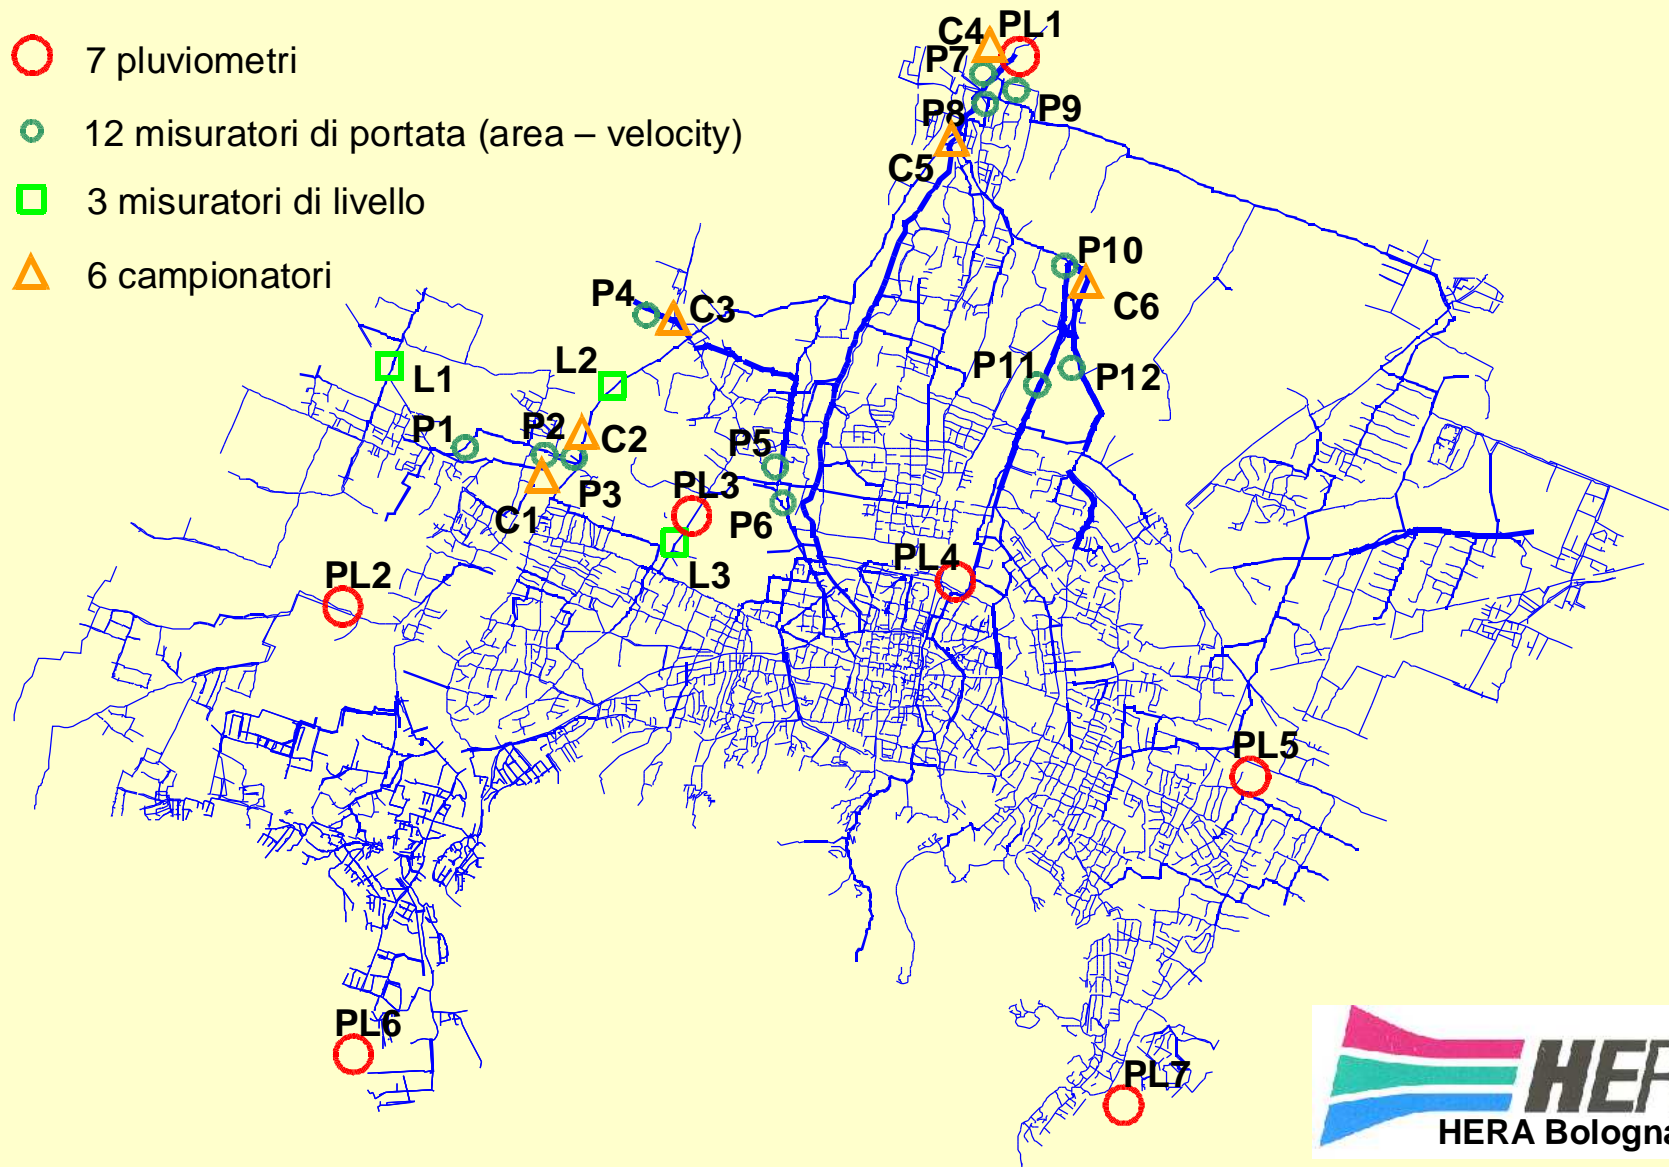 7 pluviometri
12 misuratori di portata (area – velocity)
3 misuratori di livello
6 campionatori
C4
PL1
P7
P8
P9
C5
P10
C6
P4
C3
L1
L2
P11
P12
P1
P2
C2
P5
C1
P3
PL3
P6
L3
PL4
PL2
PL5
PL6
PL7
HERA Bologna